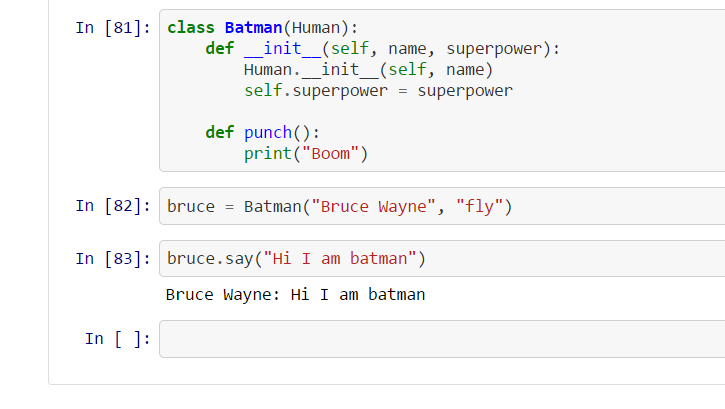 In [81]: class Batman(Human):
    def __init__(self, name, superpower):
        Human.__init__(self, name)
        self.superpower = superpower
    def punch():
        print("Boom")
In [82]: bruce = Batman("Bruce Wayne", "fly")
In [83]: bruce.say("Hi I am batman")
Bruce Wayne: Hi I am batman
In [ ]: